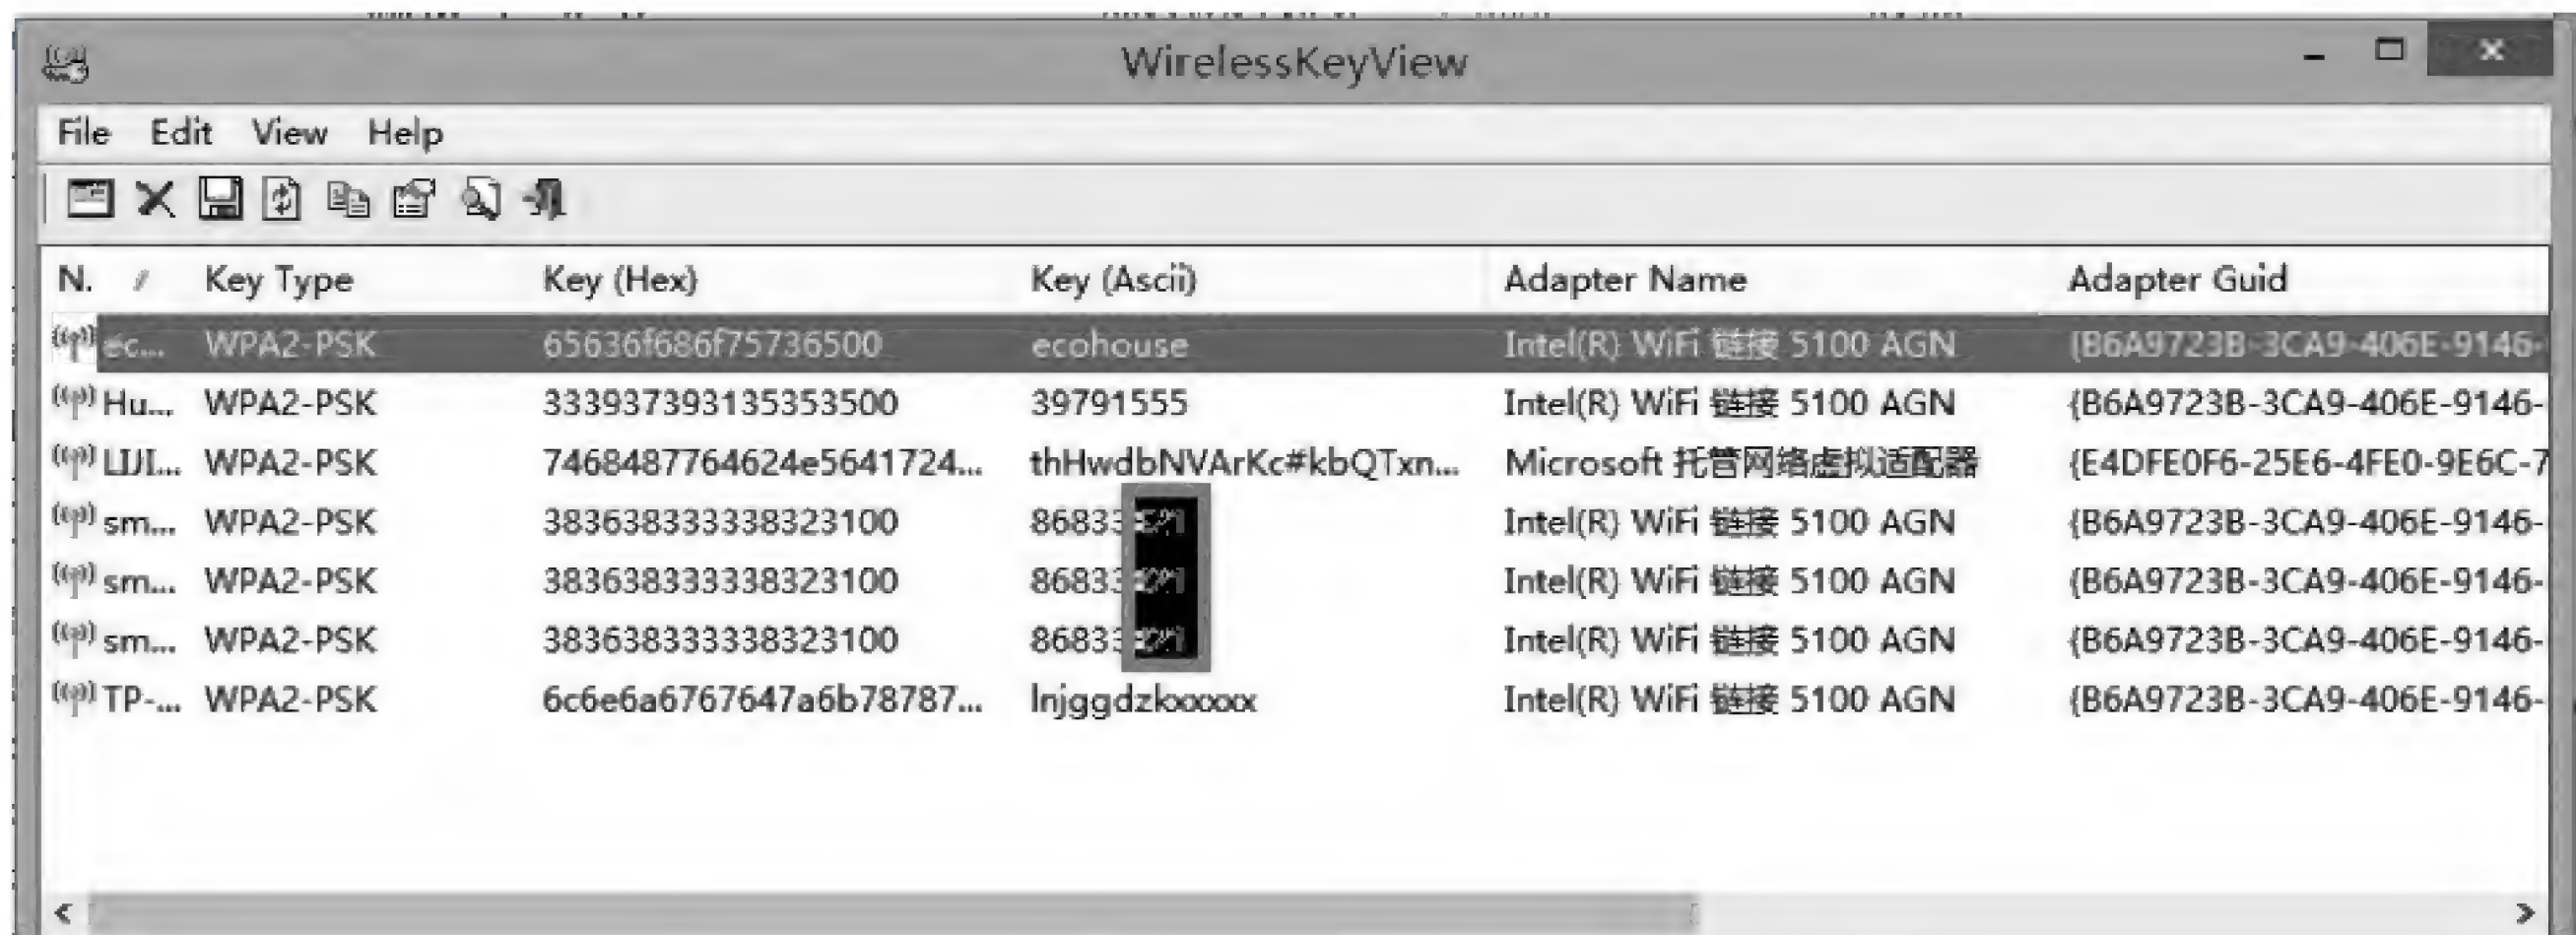 WirelessKeyView
File Edit View Help
N. / Key Type Key (Hex) Key (Ascii) Adapter Name Adapter Guid
ec... WPA2-PSK 65636f686f75736500 ecohouse Intel(R) WiFi 链接 5100 AGN {B6A9723B-3CA9-406E-9146-
Hu... WPA2-PSK 333937393135353500 39791555 Intel(R) WiFi 链接 5100 AGN {B6A9723B-3CA9-406E-9146-
LIJI... WPA2-PSK 7468487764624e5641724... thHwdbNVArKc#kbQTxn... Microsoft 托管网络虚拟适配器 {E4DFE0F6-25E6-4FE0-9E6C-7
sm... WPA2-PSK 383638333338323100 86833 Intel(R) WiFi 链接 5100 AGN {B6A9723B-3CA9-406E-9146-
sm... WPA2-PSK 383638333338323100 86833 Intel(R) WiFi 链接 5100 AGN {B6A9723B-3CA9-406E-9146-
sm... WPA2-PSK 383638333338323100 86833 Intel(R) WiFi 链接 5100 AGN {B6A9723B-3CA9-406E-9146-
TP-... WPA2-PSK 6c6e6a6767647a6b78787... lnjggdzkxxxxx Intel(R) WiFi 链接 5100 AGN {B6A9723B-3CA9-406E-9146-